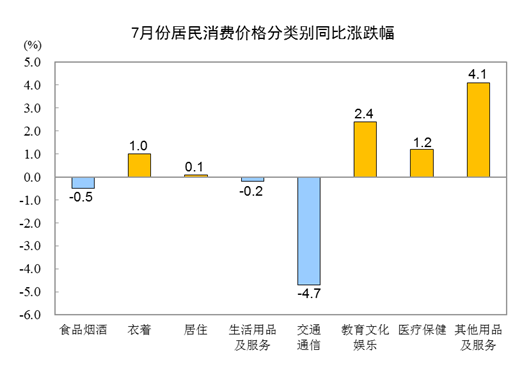 7月份居民消费价格分类别同比涨跌幅
(%)
5.0
4.0
3.0
2.0
1.0
0.0
-1.0
-2.0
-3.0
-4.0
-5.0
-6.0
-0.5
1.0
0.1
-0.2
-4.7
2.4
1.2
4.1
食品烟酒
衣着
居住
生活用品
及服务
交通
通信
教育文化
娱乐
医疗保健
其他用品
及服务